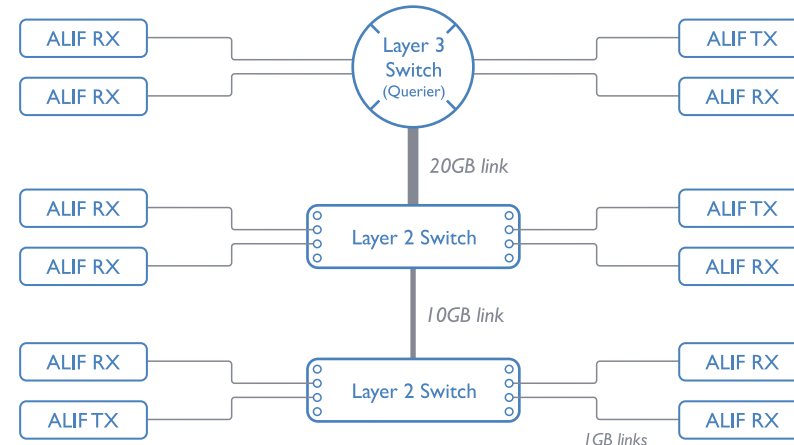 ALIF RX
ALIF RX
Layer 3
Switch
(Querier)
ALIF TX
ALIF RX
20GB link
ALIF RX
ALIF RX
Layer 2 Switch
ALIF TX
ALIF RX
10GB link
ALIF RX
ALIF TX
Layer 2 Switch
ALIF RX
ALIF RX
1GB links